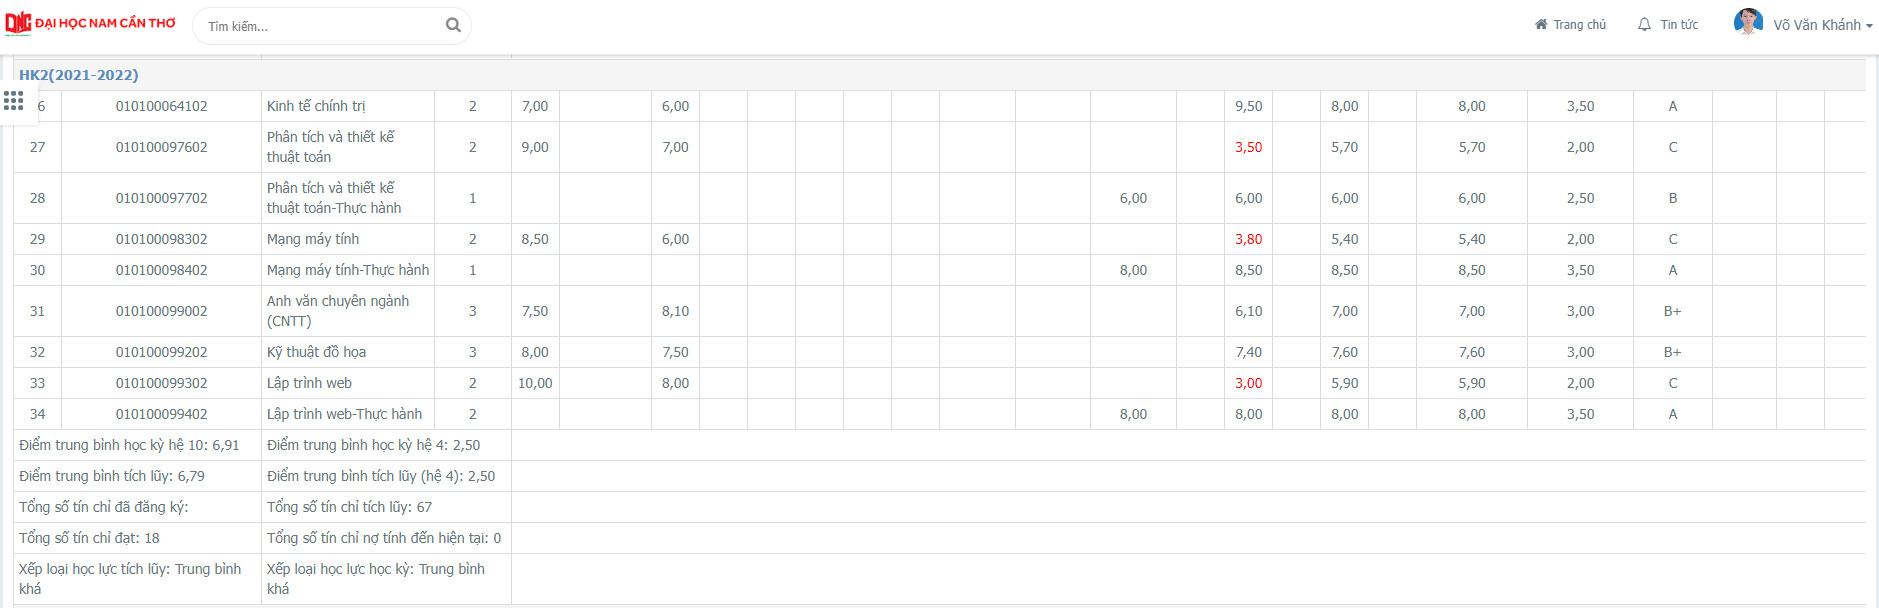 DNC ĐẠI HỌC NAM CẦN THƠ
Tìm kiếm...
Trang chủ
Tin tức
Võ Văn Khánh
HK2(2021-2022)
6 010100064102 Kinh tế chính trị 2 7,00 6,00 9,50 8,00 8,00 3,50 A
27 010100097602 Phân tích và thiết kế thuật toán 2 9,00 7,00 3,50 5,70 5,70 2,00 C
28 010100097702 Phân tích và thiết kế thuật toán-Thực hành 1 6,00 6,00 6,00 6,00 2,50 B
29 010100098302 Mạng máy tính 2 8,50 6,00 3,80 5,40 5,40 2,00 C
30 010100098402 Mạng máy tính-Thực hành 1 8,00 8,50 8,50 8,50 3,50 A
31 010100099002 Anh văn chuyên ngành (CNTT) 3 7,50 8,10 6,10 7,00 7,00 3,00 B+
32 010100099202 Kỹ thuật đồ họa 3 8,00 7,50 7,40 7,60 7,60 3,00 B+
33 010100099302 Lập trình web 2 10,00 8,00 3,00 5,90 5,90 2,00 C
34 010100099402 Lập trình web-Thực hành 2 8,00 8,00 8,00 8,00 3,50 A
Điểm trung bình học kỳ hệ 10: 6,91 Điểm trung bình học kỳ hệ 4: 2,50
Điểm trung bình tích lũy: 6,79 Điểm trung bình tích lũy (hệ 4): 2,50
Tổng số tín chỉ đã đăng ký: Tổng số tín chỉ tích lũy: 67
Tổng số tín chỉ đạt: 18 Tổng số tín chỉ nợ tính đến hiện tại: 0
Xếp loại học lực tích lũy: Trung bình khá Xếp loại học lực học kỳ: Trung bình khá